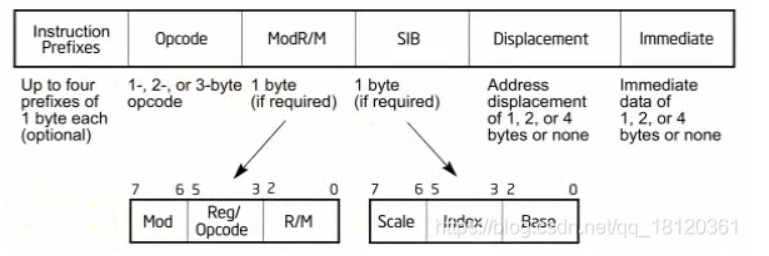 Instruction Prefixes Opcode ModR/M SIB Displacement Immediate
Up to four prefixes of 1 byte each (optional)
1-, 2-, or 3-byte opcode
1 byte (if required)
1 byte (if required)
Address displacement of 1, 2, or 4 bytes or none
Immediate data of 1, 2, or 4 bytes or none
7 6 5 3 2 0
Mod Reg/Opcode R/M
7 6 5 3 2 0
Scale Index Base
https://blog.csdn.net/qq_18120361